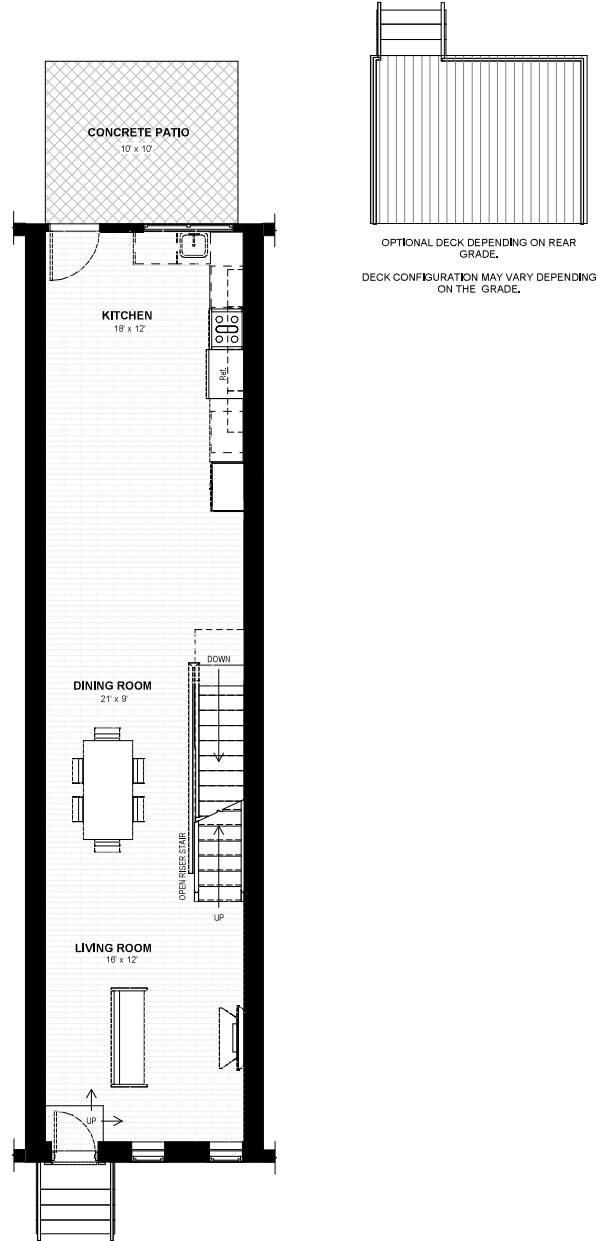 CONCRETE PATIO
10' x 10'
OPTIONAL DECK DEPENDING ON REAR
GRADE.
DECK CONFIGURATION MAY VARY DEPENDING
ON THE GRADE.
KITCHEN
18' x 12'
Ref.
DOWN
DINING ROOM
21' x 9'
OPEN RISER STAIR
UP
LIVING ROOM
16' x 12'
UP